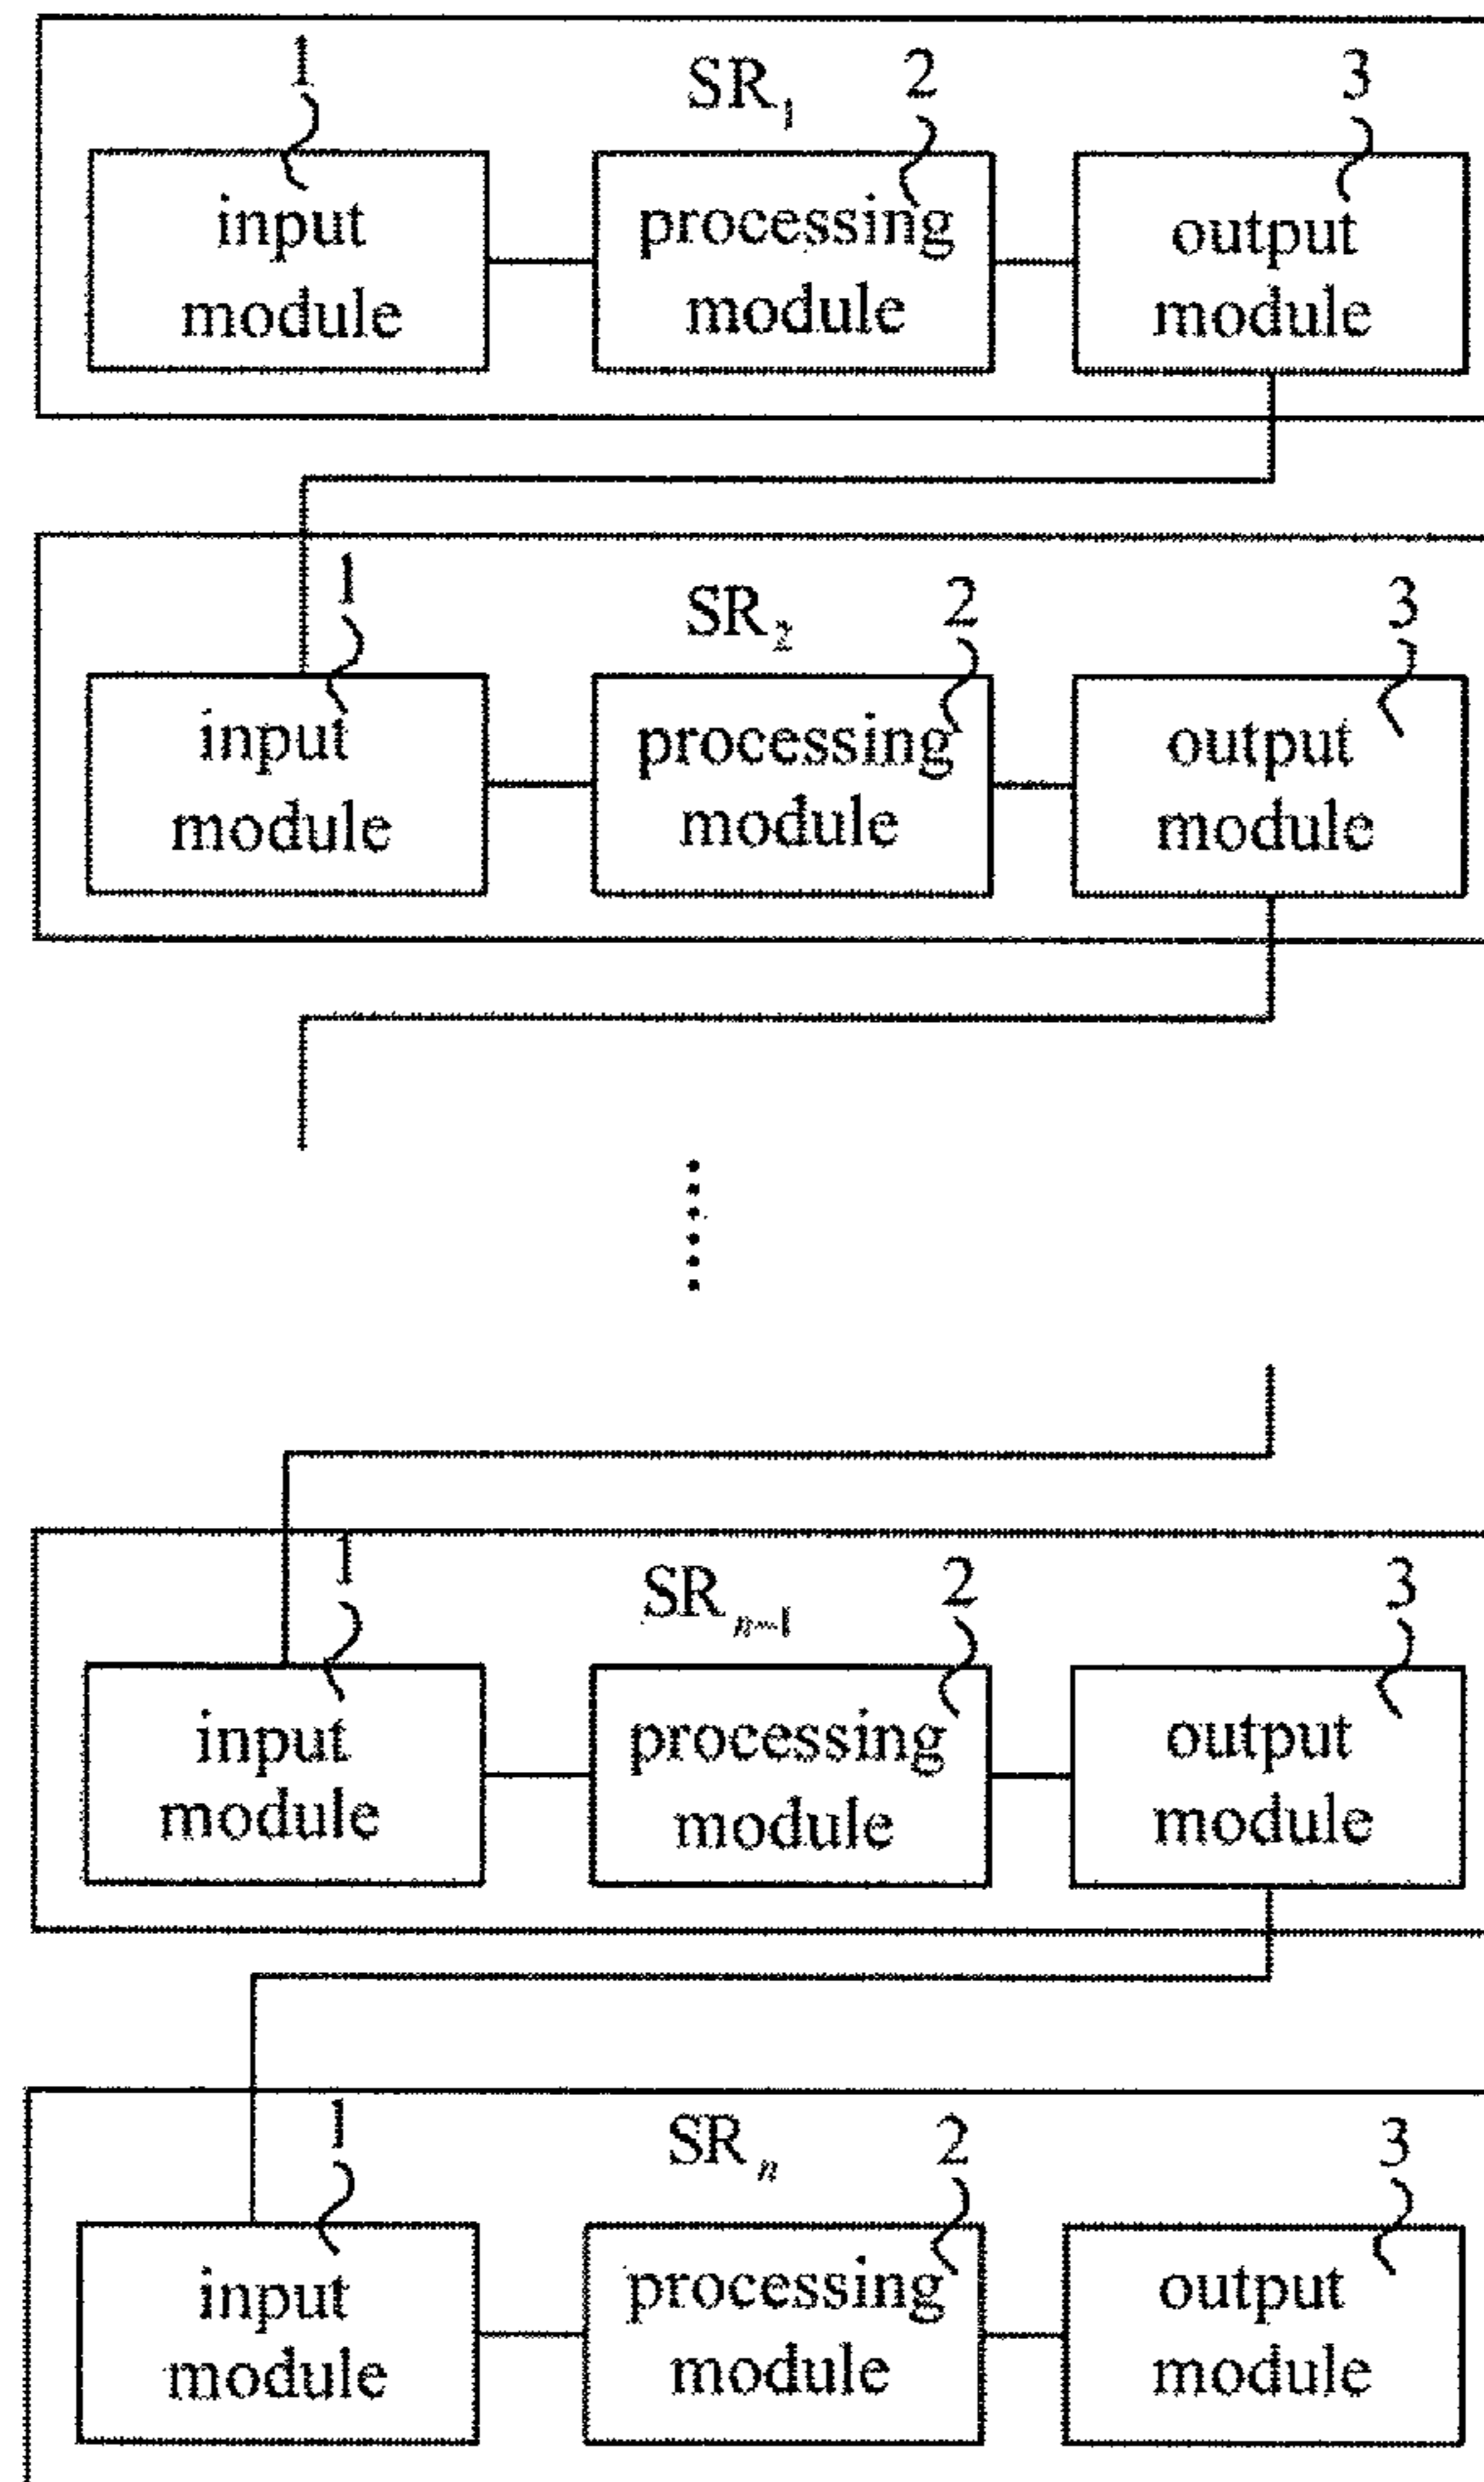 1
SR₁
2
3
input
module
processing
module
output
module
1
SR₂
2
3
input
module
processing
module
output
module
1
SRₙ₋₁
2
3
input
module
processing
module
output
module
1
SRₙ
2
3
input
module
processing
module
output
module